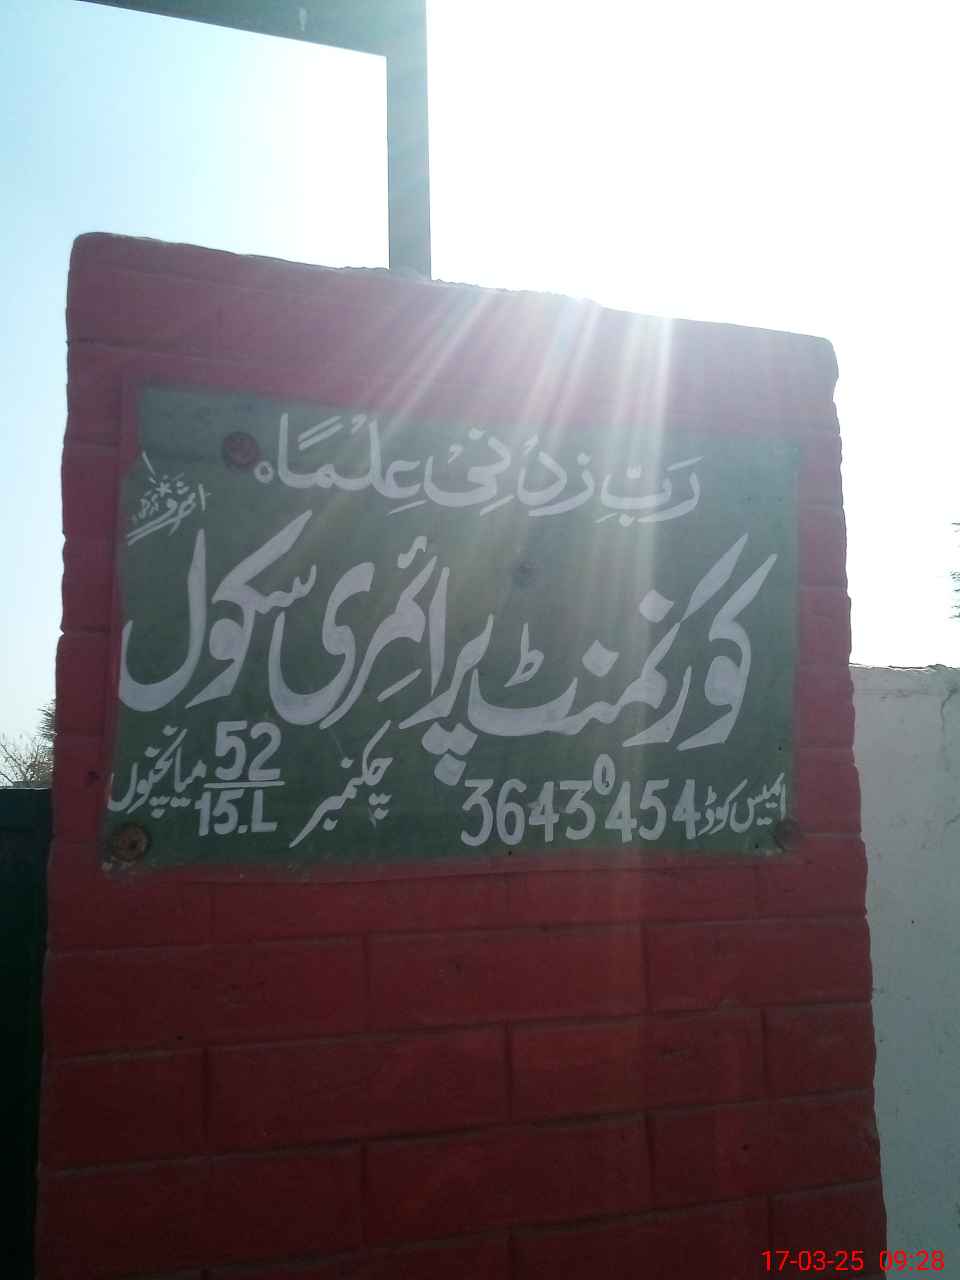 رَبِّ زِدْنِیْ عِلْمًا
گورنمنٹ پرائمری سکول
ایمیس کوڈ 36430454 چکنمبر 52/15.L میانچنوں
17-03-25 09:28